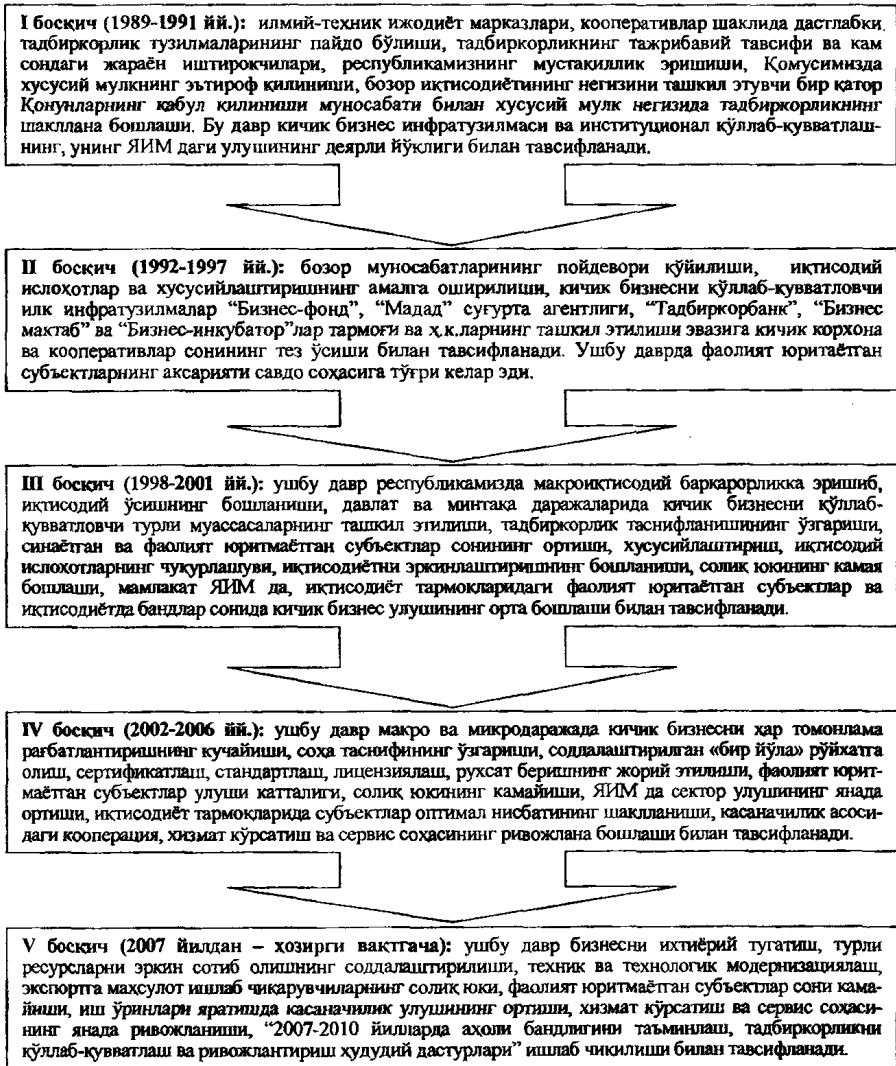 I босқич (1989-1991 йй.): илмий-техник ижодиёт марказлари, кооперативлар шаклида дастлабки
тадбиркорлик тузилмаларининг пайдо бўлиши, тадбиркорликнинг тажрибавий тавсифи ва кам
сондаги жараён иштирокчилари, республикамизнинг мустақиллик эришиши, Қомусимизда
хусусий мулкнинг эътироф қилиниши, бозор иқтисодиётининг негизини ташкил этувчи бир қатор
Қонунларнинг қабул қилиниши муносабати билан хусусий мулк негизида тадбиркорликнинг
шакллана бошлаши. Бу давр кичик бизнес инфратузилмаси ва институционал қўллаб-қувватлаш-
нинг, унинг ЯИМ даги улушининг деярли йўклиги билан тавсифланади.
II босқич (1992-1997 йй.): бозор муносабатларининг пойдевори қўйилиши, иқтисодий
ислоҳотлар ва хусусийлаштиришнинг амалга оширилиши, кичик бизнесни қўллаб-қувватловчи
илк инфратузилмалар “Бизнес-фонд”, “Мадад” суғурта агентлиги, “Тадбиркорбанк”, “Бизнес
мактаб” ва “Бизнес-инкубатор”лар тармоғи ва ҳ.к.ларнинг ташкил этилиши эвазига кичик корхона
ва кооперативлар сонининг тез ўсиши билан тавсифланади. Ушбу даврда фаолият юритаётган
субъектларнинг аксарияти савдо соҳасига тўғри келар эди.
III босқич (1998-2001 йй.): ушбу давр республикамизда макроиқтисодий барқарорликка эришиб,
иқтисодий ўсишнинг бошланиши, давлат ва минтақа даражаларида кичик бизнесни қўллаб-
қувватловчи турли муассасаларнинг ташкил этилиши, тадбиркорлик таснифланишининг ўзгариши,
синаётган ва фаолият юритмаётган субъектлар сонининг ортиши, хусусийлаштириш, иқтисодий
ислоҳотларнинг чуқурлашуви, иқтисодиётни эркинлаштиришнинг бошланиши, солиқ юкининг камая
бошлаши, мамлакат ЯИМ да, иқтисодиёт тармоқларидаги фаолият юритаётган субъектлар ва
иқтисодиётда бандлар сонида кичик бизнес улушининг орта бошлаши билан тавсифланади.
IV босқич (2002-2006 йй.): ушбу давр макро ва микродаражада кичик бизнесни ҳар томонлама
рағбатлантиришнинг кучайиши, соҳа таснифининг ўзгариши, соддалаштирилган «бир йўла» рўйхатга
олиш, сертификатлаш, стандартлаш, лицензиялаш, рухсат беришнинг жорий этилиши, фаолият юрит-
маётган субъектлар улуши катталиги, солиқ юкининг камайиши, ЯИМ да сектор улушининг янада
ортиши, иқтисодиёт тармоқларида субъектлар оптимал нисбатининг шаклланиши, касаначилик асоси-
даги кооперация, хизмат кўрсатиш ва сервис соҳасининг ривожлана бошлаши билан тавсифланади.
V босқич (2007 йилдан – ҳозирги вақтгача): ушбу давр бизнесни ихтиёрий тугатиш, турли
ресурсларни эркин сотиб олишнинг соддалаштирилиши, техник ва технологик модернизациялаш,
экспортга маҳсулот ишлаб чиқарувчиларнинг солиқ юки, фаолият юритмаётган субъектлар сони кама-
йиши, иш ўринлари яратишда касаначилик улушининг ортиши, хизмат кўрсатиш ва сервис соҳаси-
нинг янада ривожланиши, “2007-2010 йилларда аҳоли бандлигини таъминлаш, тадбиркорликни
қўллаб-қувватлаш ва ривожлантириш ҳудудий дастурлари” ишлаб чиқилиши билан тавсифланади.